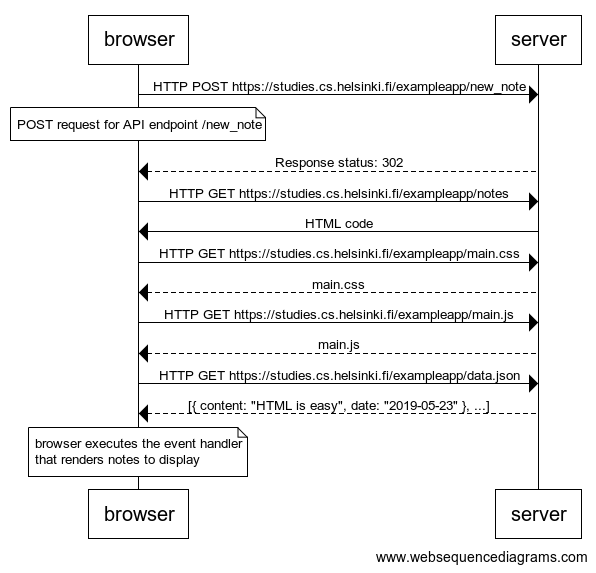 browser
server
HTTP POST https://studies.cs.helsinki.fi/exampleapp/new_note
POST request for API endpoint /new_note
Response status: 302
HTTP GET https://studies.cs.helsinki.fi/exampleapp/notes
HTML code
HTTP GET https://studies.cs.helsinki.fi/exampleapp/main.css
main.css
HTTP GET https://studies.cs.helsinki.fi/exampleapp/main.js
main.js
HTTP GET https://studies.cs.helsinki.fi/exampleapp/data.json
[{ content: "HTML is easy", date: "2019-05-23" }, ...]
browser executes the event handler
that renders notes to display
browser
server
www.websequencediagrams.com